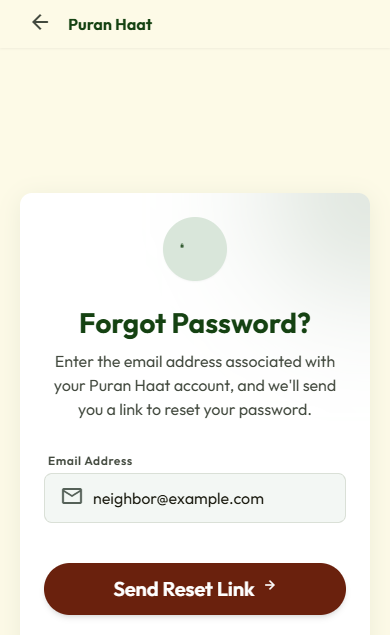 Puran Haat
Forgot Password?
Enter the email address associated with
your Puran Haat account, and we'll send
you a link to reset your password.
Email Address
neighbor@example.com
Send Reset Link